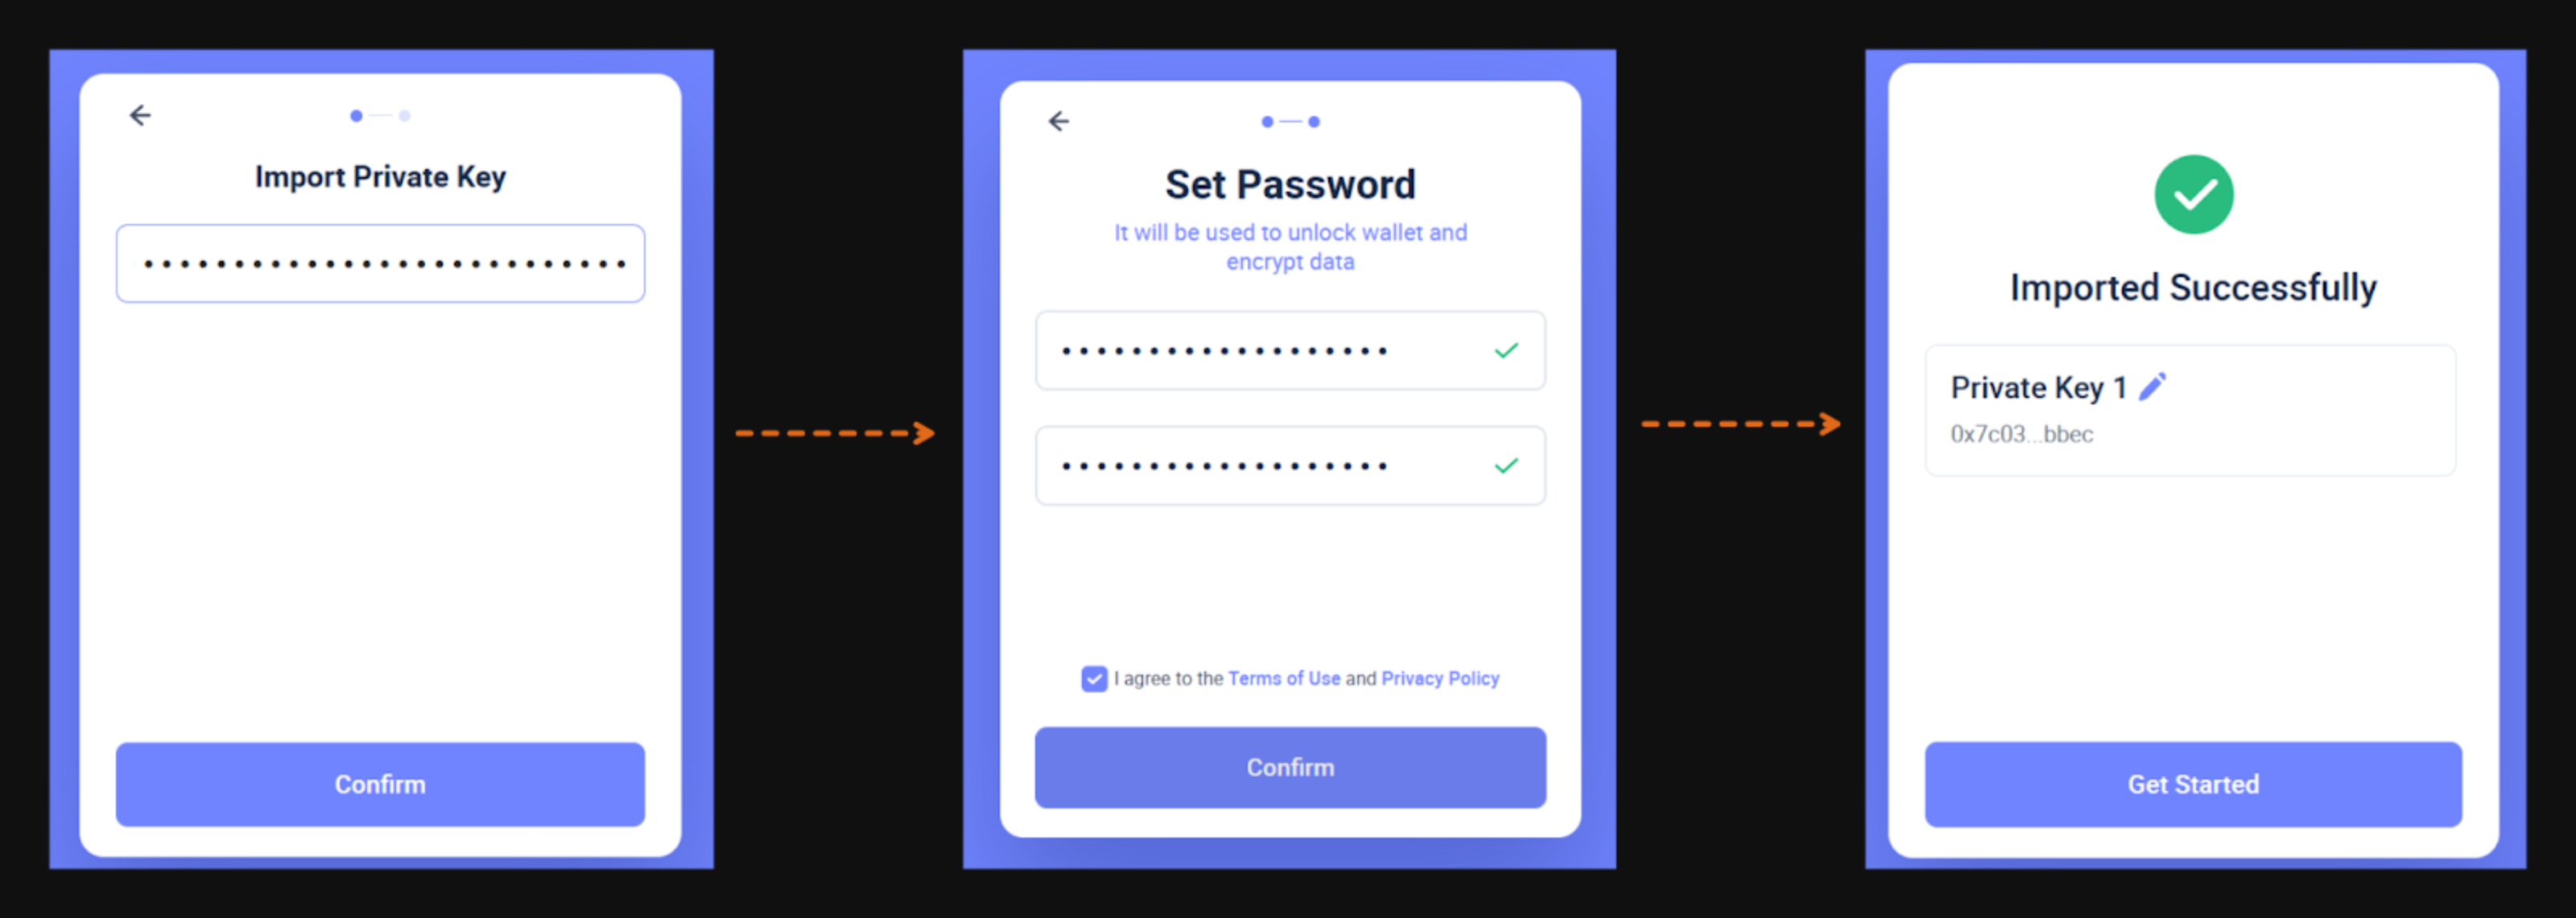 Import Private Key
••••••••••••••••••••••••••••
Confirm
Set Password
It will be used to unlock wallet and
encrypt data
•••••••••••••••••••
•••••••••••••••••••
I agree to the Terms of Use and Privacy Policy
Confirm
Imported Successfully
Private Key 1
0x7c03...bbec
Get Started